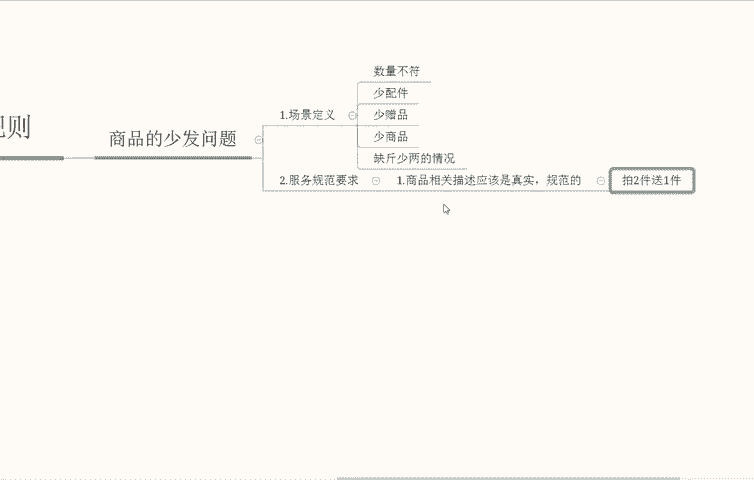 则
商品的少发问题
1.场景定义
数量不符
少配件
少赠品
少商品
缺斤少两的情况
2.服务规范要求
1.商品相关描述应该是真实，规范的
拍2件送1件